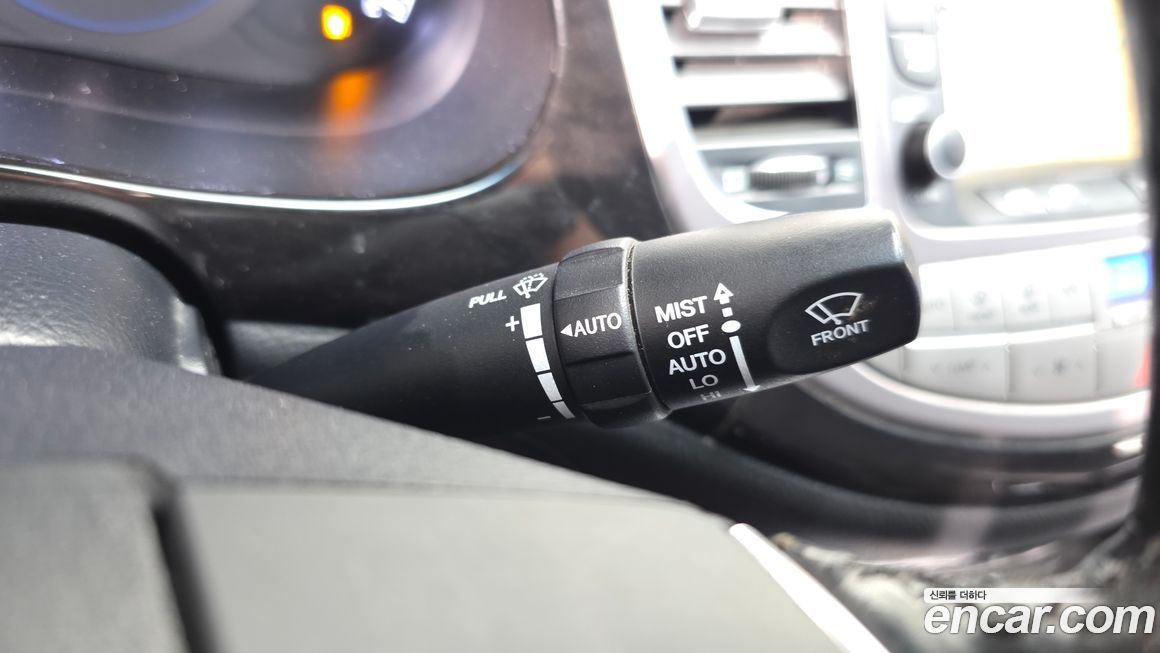 PULL
+
◄AUTO
−
MIST
OFF
AUTO
LO
HI
FRONT
신뢰를 더하다
encar.com